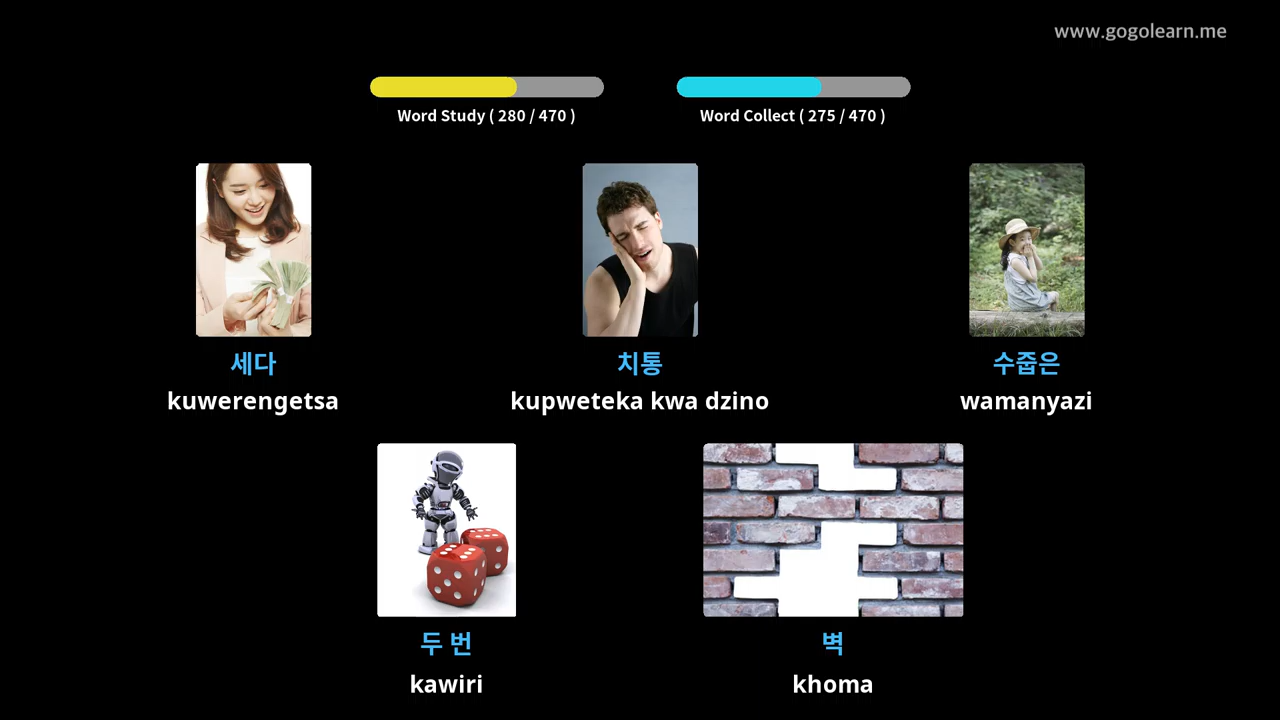 www.gogolearn.me
Word Study ( 280 / 470 )
Word Collect ( 275 / 470 )
세다
치통
수줍은
kuwerengetsa
kupweteka kwa dzino
wamanyazi
두 번
벽
kawiri
khoma